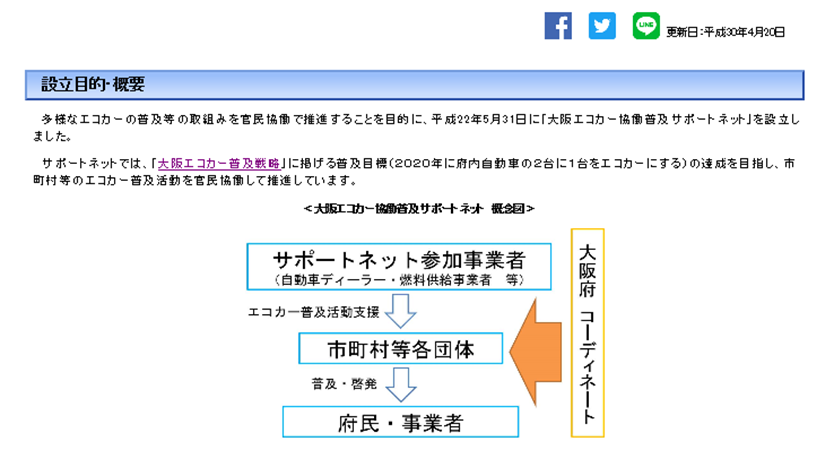 LINE
更新日：平成30年4月20日
設立目的・概要
多様なエコカーの普及等の取組みを官民協働で推進することを目的に、平成22年5月31日に「大阪エコカー協働普及サポートネット」を設立し
ました。
サポートネットでは、「大阪エコカー普及戦略」に掲げる普及目標（2020年に府内自動車の2台に1台をエコカーにする）の達成を目指し、市
町村等のエコカー普及活動を官民協働して推進しています。
＜大阪エコカー協働普及サポートネット　概念図＞
サポートネット参加事業者
（自動車ディーラー・燃料供給事業者　等）
エコカー普及活動支援
市町村等各団体
普及・啓発
府民・事業者
大阪府 コーディネート